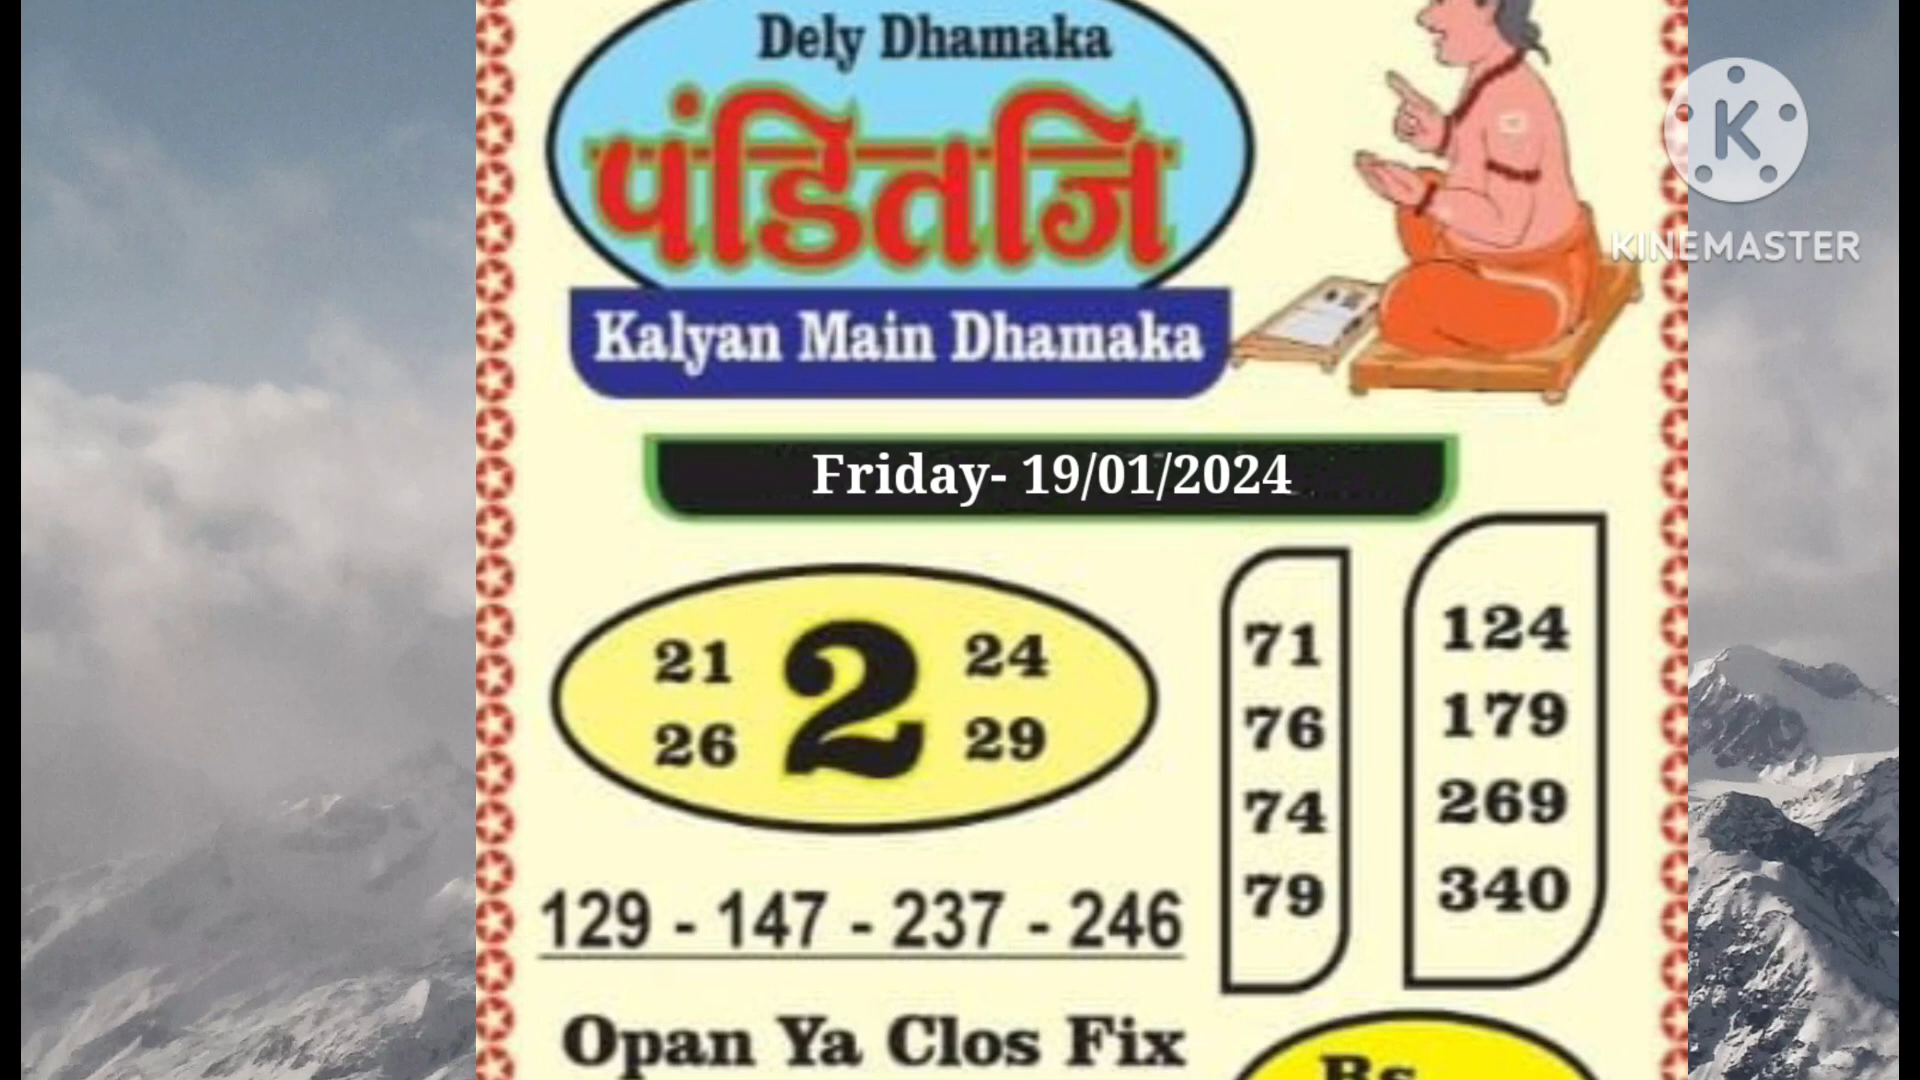 Dely Dhamaka
पंडितजि
Kalyan Main Dhamaka
K
KINEMASTER
Friday- 19/01/2024
21 2 24
26 29
129 - 147 - 237 - 246
Opan Ya Clos Fix
71
76
74
79
124
179
269
340
Rs